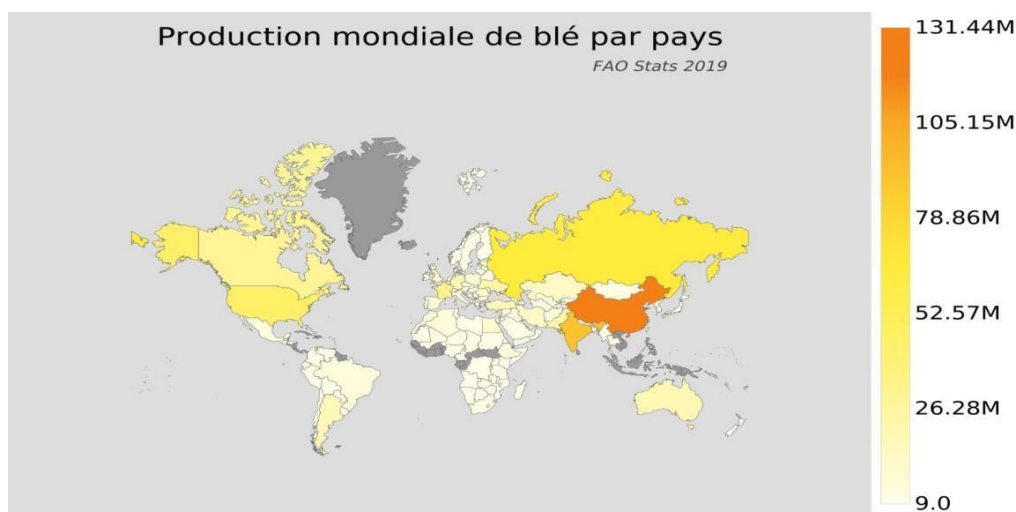 Production mondiale de blé par pays
FAO Stats 2019
131.44M
105.15M
78.86M
52.57M
26.28M
9.0